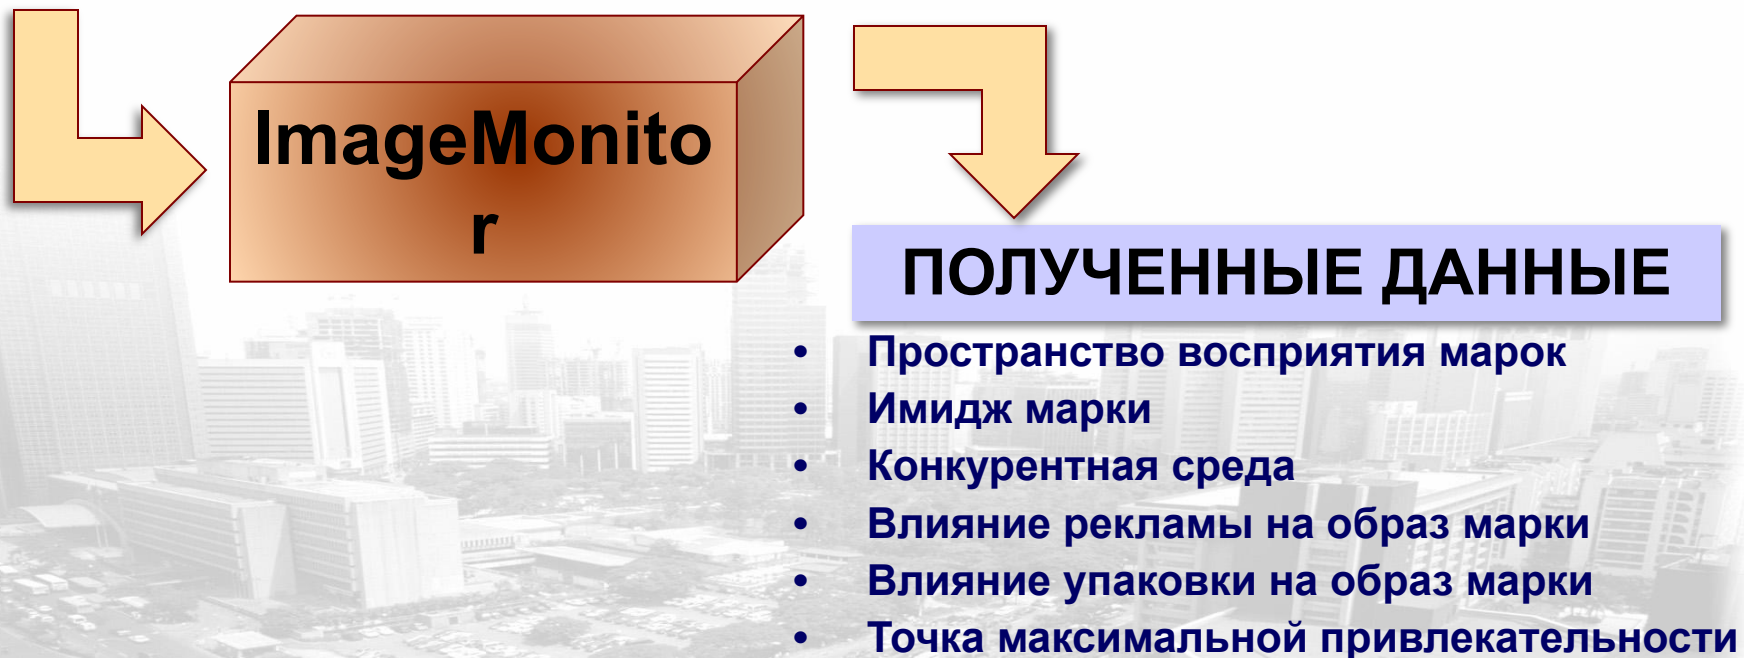 ImageMonito
r
ПОЛУЧЕННЫЕ ДАННЫЕ
• Пространство восприятия марок
• Имидж марки
• Конкурентная среда
• Влияние рекламы на образ марки
• Влияние упаковки на образ марки
• Точка максимальной привлекательности